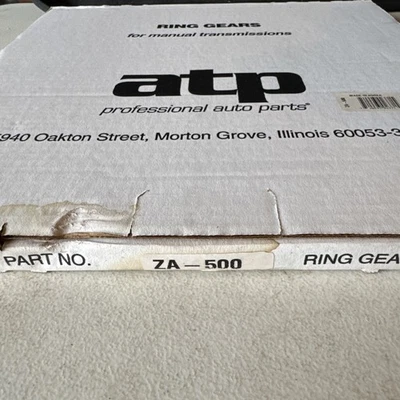 RING GEARS
for manual transmissions
atp
professional auto parts®
940 Oakton Street, Morton Grove, Illinois 60053-3
PART NO. ZA-500 RING GEA